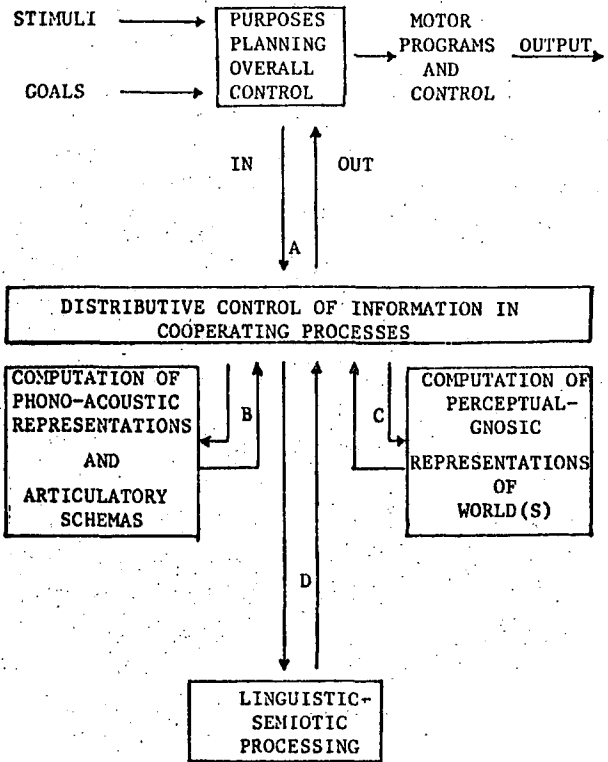 STIMULI
GOALS
PURPOSES
PLANNING
OVERALL
CONTROL
MOTOR
PROGRAMS
AND
CONTROL
OUTPUT
IN
OUT
A
DISTRIBUTIVE CONTROL OF INFORMATION IN
COOPERATING PROCESSES
COMPUTATION OF
PHONO-ACOUSTIC
REPRESENTATIONS
AND
ARTICULATORY
SCHEMAS
B
C
COMPUTATION OF
PERCEPTUAL-
GNOSIC
REPRESENTATIONS
OF
WORLD(S)
D
LINGUISTIC-
SEMIOTIC
PROCESSING